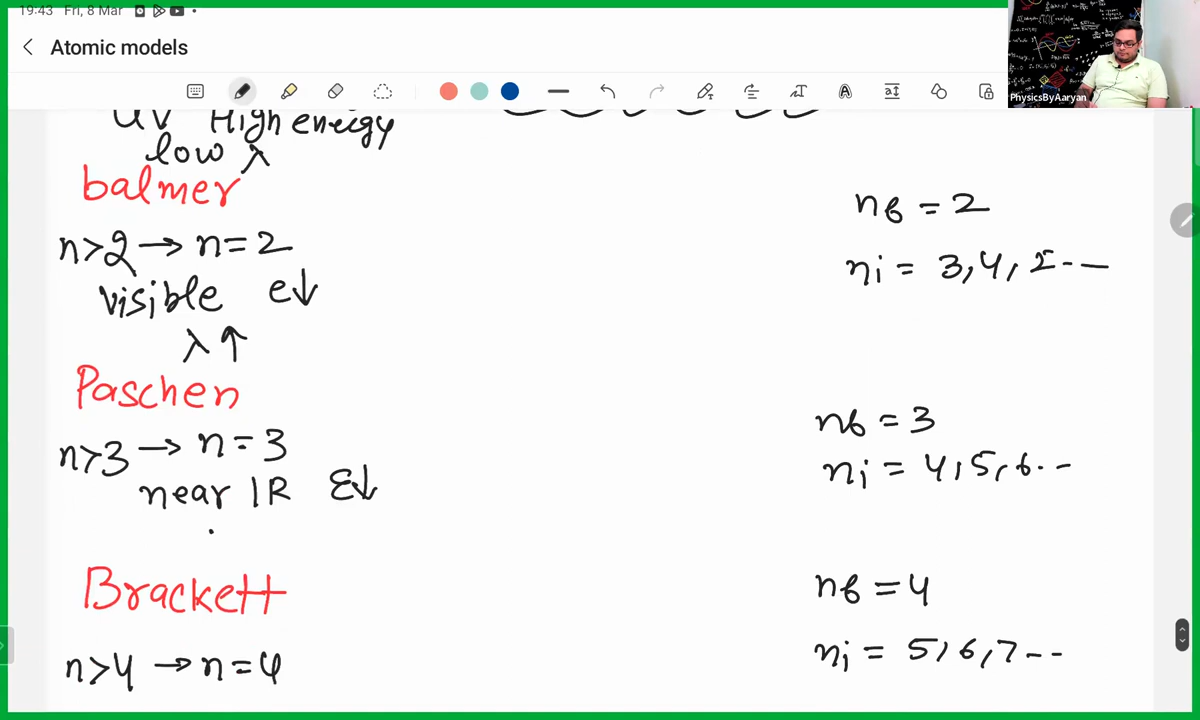 19:43 Fri, 8 Mar
Atomic models
PhysicsByAaryan
UV High energy
low λ
balmer
n>2 → n=2
visible e↓
λ↑
nf = 2
ni = 3,4,5-—
Paschen
n>3 → n=3
near IR E↓
nf = 3
ni = 4,5,6--
Brackett
n>4 → n=4
nf = 4
ni = 5,6,7--